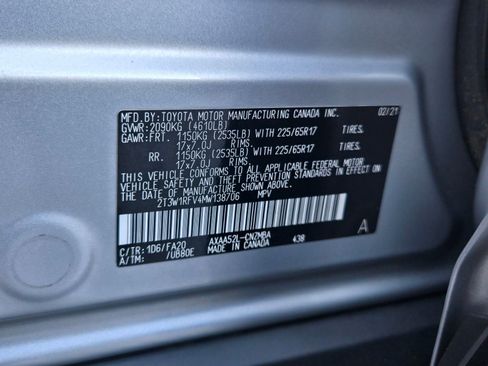 MFD.BY:TOYOTA MOTOR MANUFACTURING CANADA INC. 02/21
GVWR:2090KG (4610LB)
GAWR:FRT. 1150KG (2535LB) WITH 225/65R17 TIRES.
17x7.0J RIMS.
RR. 1150KG (2535LB) WITH 225/65R17 TIRES.
17x7.0J RIMS.
THIS VEHICLE CONFORMS TO ALL APPLICABLE FEDERAL MOTOR
VEHICLE SAFETY STANDARDS IN EFFECT ON
THE DATE OF MANUFACTURE SHOWN ABOVE.
2T3W1RFV4MW138706 MPV
A
C/TR:1D6/FA20 AXAA52L-CNZMBA 438
A/TM: /UB80E MADE IN CANADA